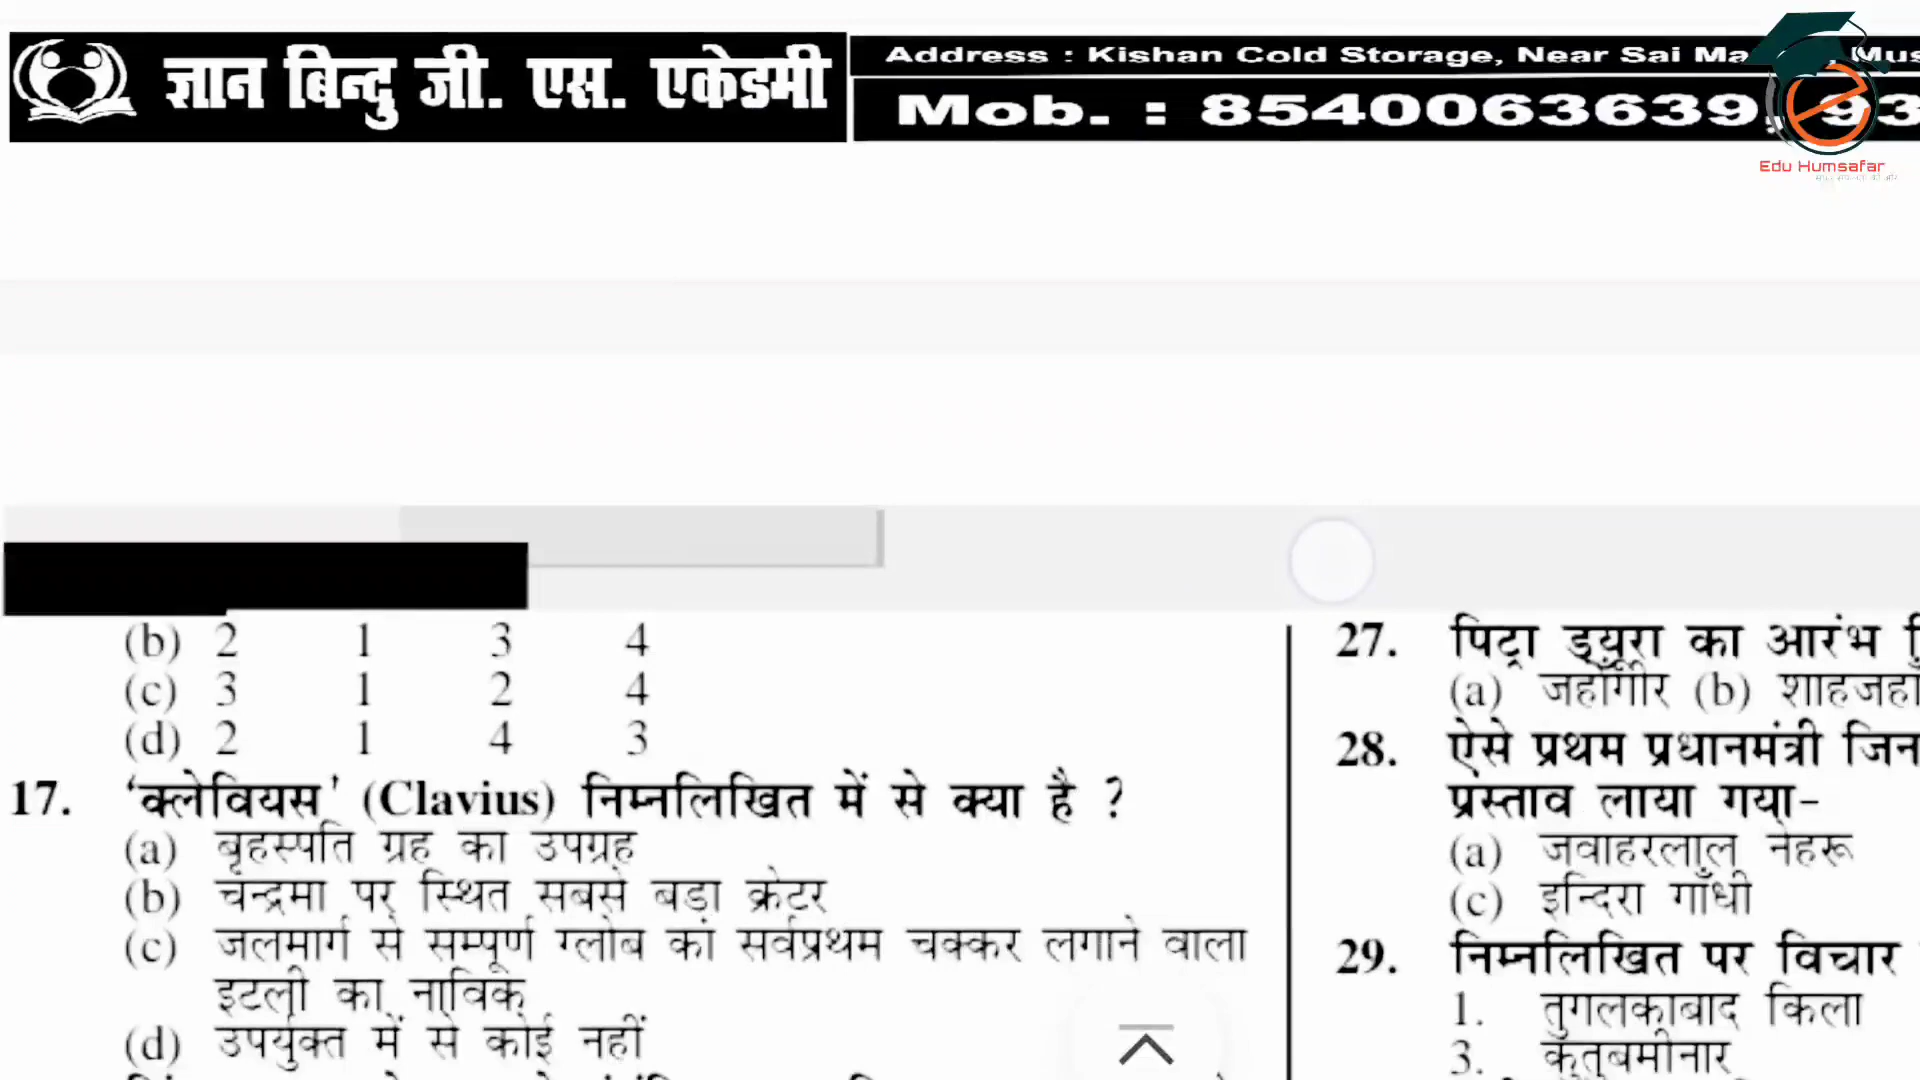 ज्ञान बिन्दु जी. एस. एकेडमी
Address : Kishan Cold Storage, Near Sai
Mob. : 8540063639, 93
Edu Humsafar
(b) 2 1 3 4
(c) 3 1 2 4
(d) 2 1 4 3
17. ‘क्लेवियस’ (Clavius) निम्नलिखित में से क्या है ?
(a) बृहस्पति ग्रह का उपग्रह
(b) चन्द्रमा पर स्थित सबसे बड़ा क्रेटर
(c) जलमार्ग से सम्पूर्ण ग्लोब का सर्वप्रथम चक्कर लगाने वाला
इटली का नाविक
(d) उपर्युक्त में से कोई नहीं
27. पिट्रा ड्यूरा का आरंभ
(a) जहाँगीर (b) शाहजहाँ
28. ऐसे प्रथम प्रधानमंत्री जिन
प्रस्ताव लाया गया-
(a) जवाहरलाल नेहरू
(c) इन्दिरा गाँधी
29. निम्नलिखित पर विचार
1. तुगलकाबाद किला
3. कुतुबमीनार